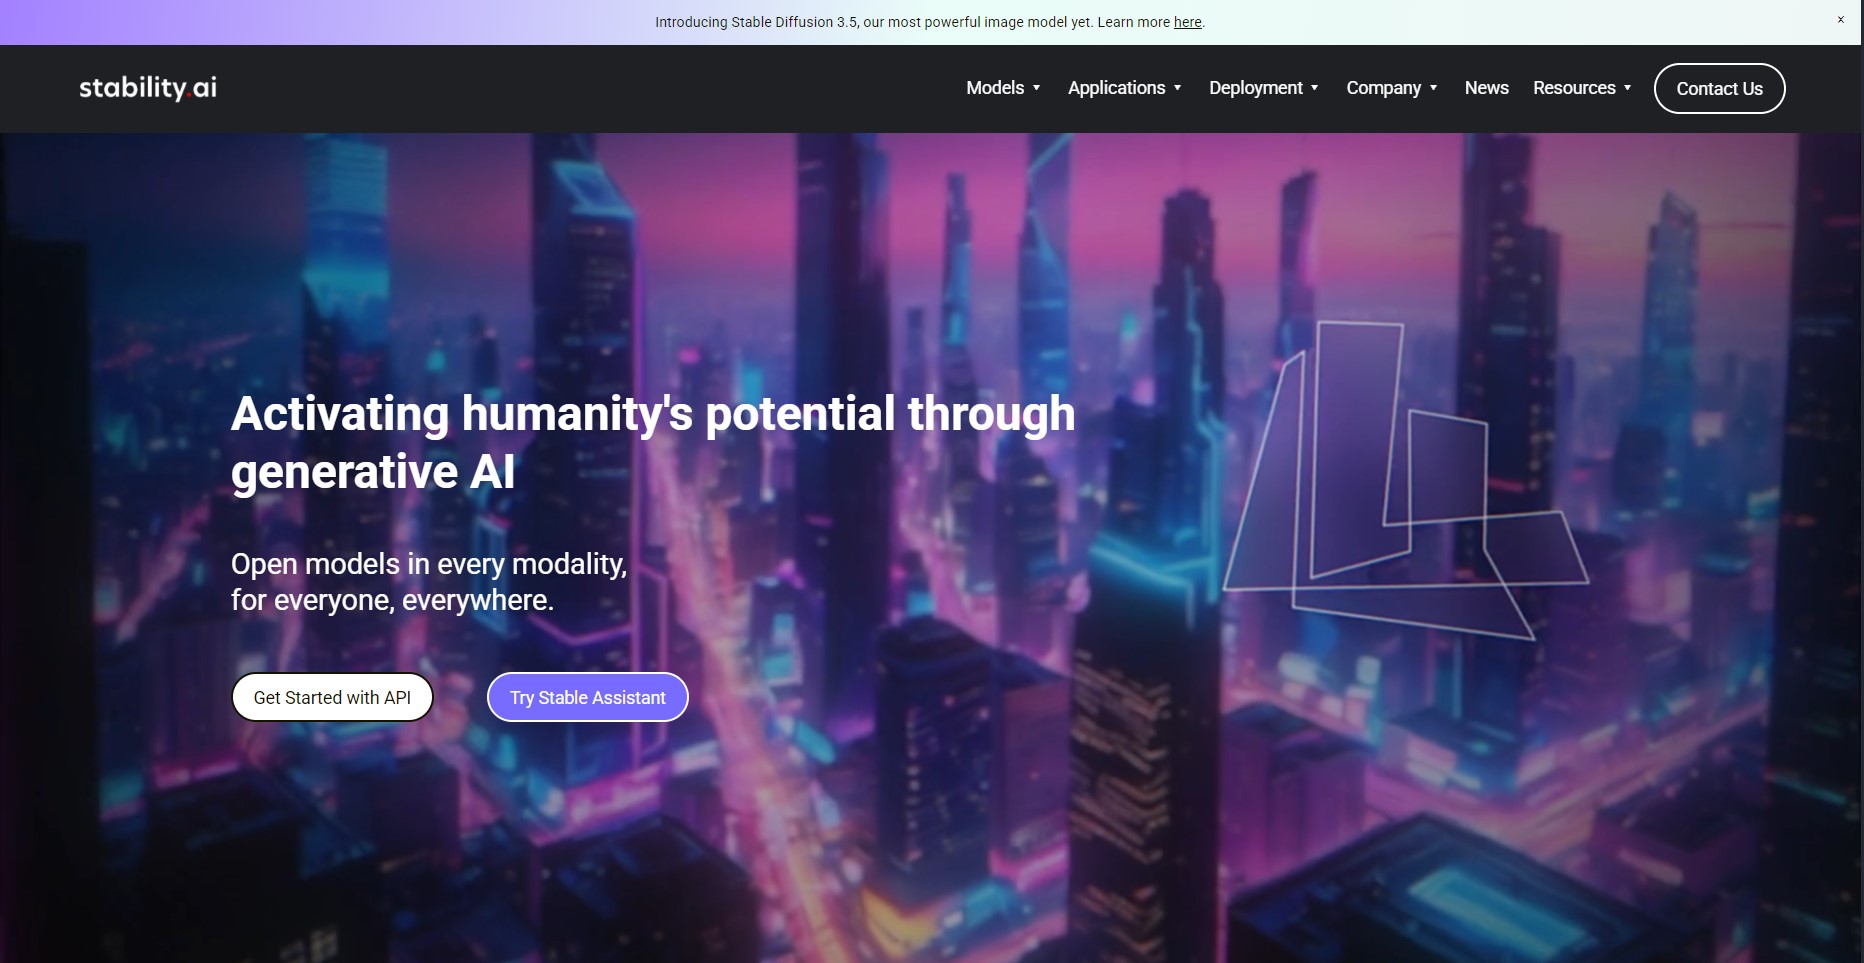 Introducing Stable Diffusion 3.5, our most powerful image model yet. Learn more here.
×
stability.ai
Models
Applications
Deployment
Company
News
Resources
Contact Us
Activating humanity's potential through
generative AI
Open models in every modality,
for everyone, everywhere.
Get Started with API
Try Stable Assistant